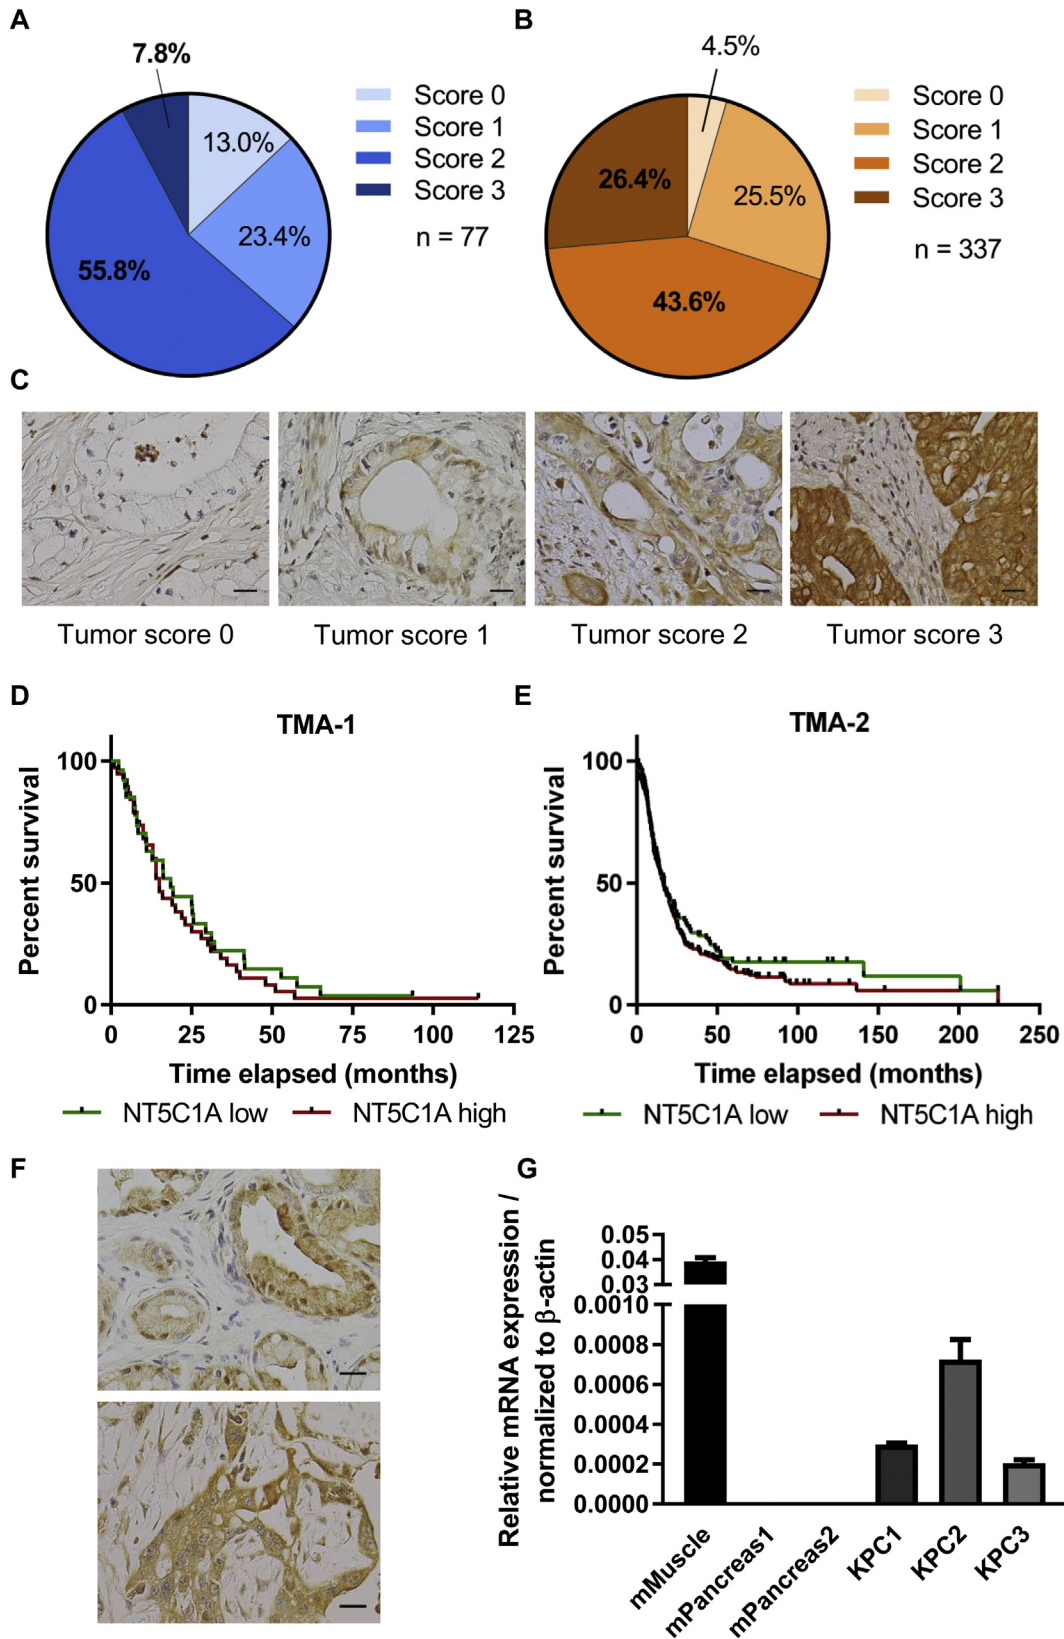 A
7.8%
13.0%
23.4%
55.8%
Score 0
Score 1
Score 2
Score 3
n = 77
B
4.5%
26.4%
25.5%
43.6%
Score 0
Score 1
Score 2
Score 3
n = 337
C
Tumor score 0
Tumor score 1
Tumor score 2
Tumor score 3
D
TMA-1
Percent survival
100
50
0
0 25 50 75 100 125
Time elapsed (months)
NT5C1A low NT5C1A high
E
TMA-2
Percent survival
100
50
0
0 50 100 150 200 250
Time elapsed (months)
NT5C1A low NT5C1A high
F
G
Relative mRNA expression /
normalized to β-actin
0.05
0.04
0.03
0.0010
0.0008
0.0006
0.0004
0.0002
0.0000
mMuscle
mPancreas1
mPancreas2
KPC1
KPC2
KPC3